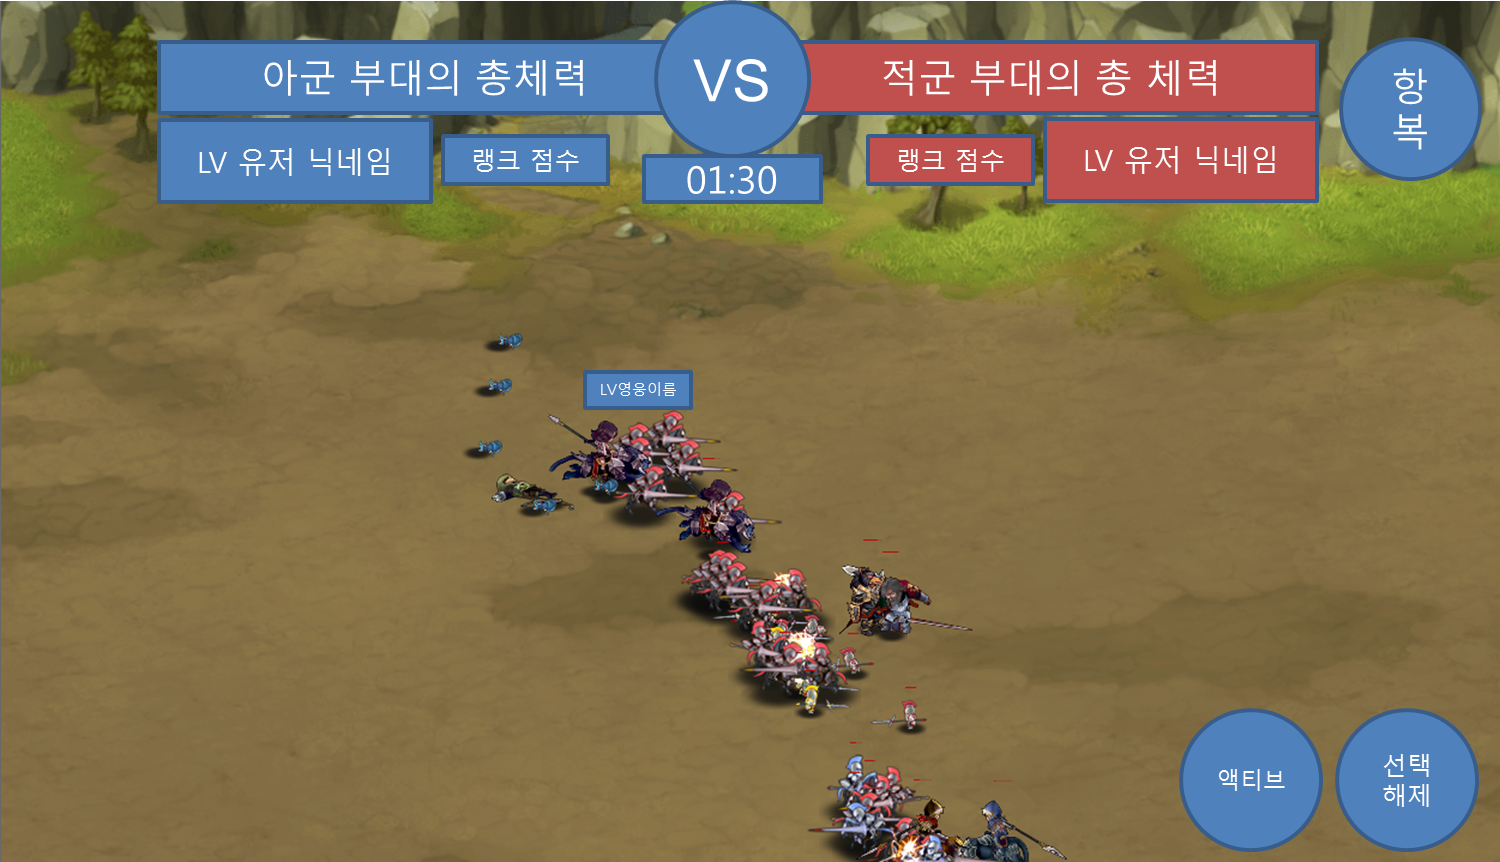 아군 부대의 총체력
VS
적군 부대의 총 체력
항
복
LV 유저 닉네임
랭크 점수
01:30
랭크 점수
LV 유저 닉네임
LV영웅이름
액티브
선택
해제